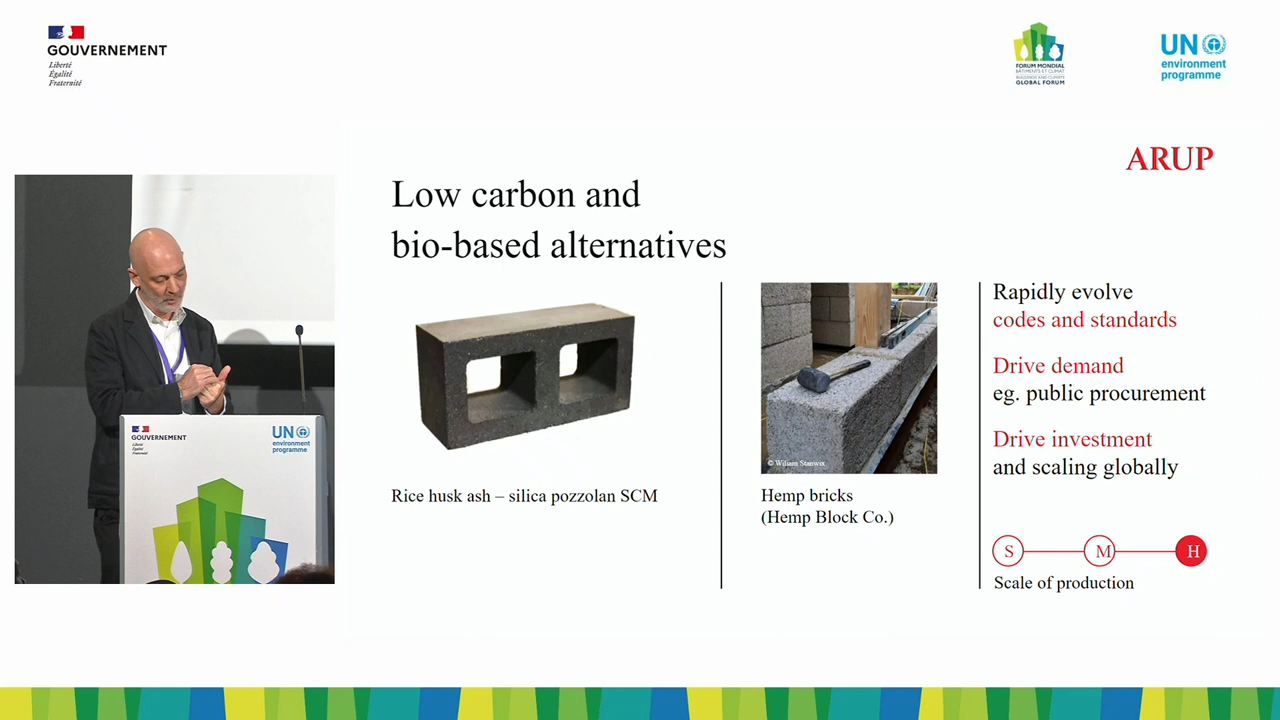 GOUVERNEMENT
Liberté
Égalité
Fraternité
FORUM MONDIAL
BÂTIMENTS ET CLIMAT
BUILDINGS AND CLIMATE
GLOBAL FORUM
UN
environment
programme
ARUP
Low carbon and
bio-based alternatives
Rice husk ash – silica pozzolan SCM
© William Stanwix
Hemp bricks
(Hemp Block Co.)
Rapidly evolve
codes and standards
Drive demand
eg. public procurement
Drive investment
and scaling globally
S M H
Scale of production
GOUVERNEMENT
Liberté
Égalité
Fraternité
UN
environment
programme